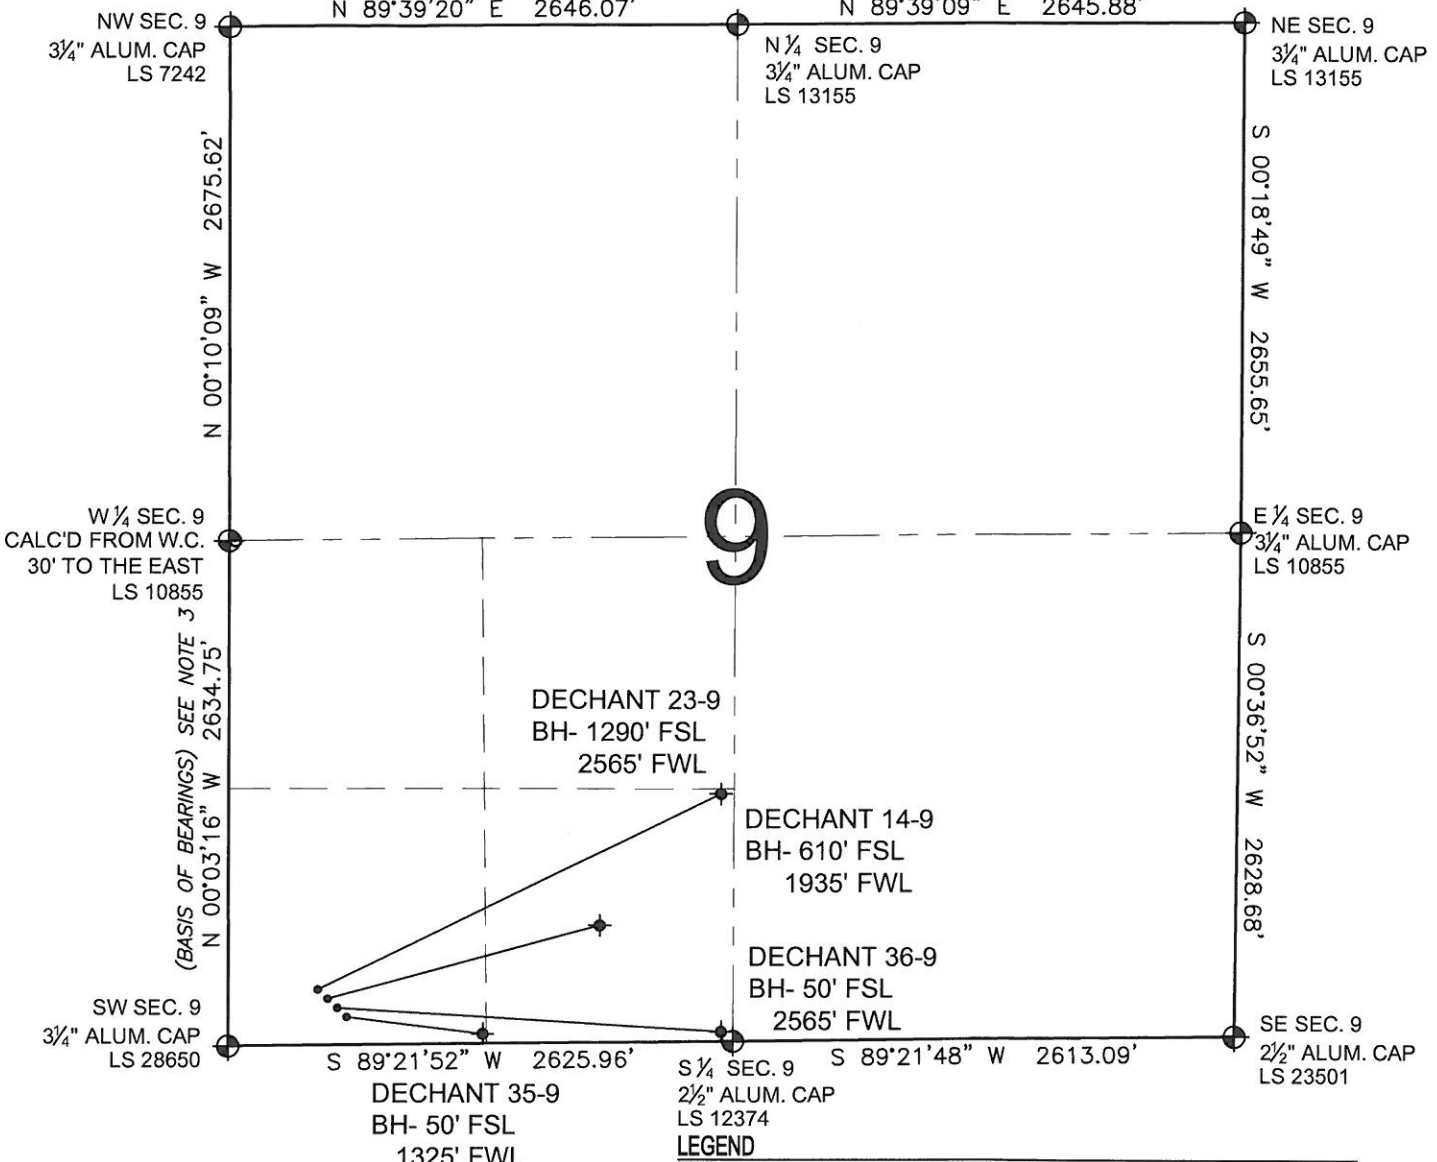 N 89°39'20" E 2646.07'
N 89°39'09" E 2645.88'
NW SEC. 9
3¼" ALUM. CAP
LS 7242
N ¼ SEC. 9
3¼" ALUM. CAP
LS 13155
NE SEC. 9
3¼" ALUM. CAP
LS 13155
N 00°10'09" W 2675.62'
S 00°18'49" W 2655.65'
W ¼ SEC. 9
CALC'D FROM W.C.
30' TO THE EAST
LS 10855
9
E ¼ SEC. 9
3¼" ALUM. CAP
LS 10855
(BASIS OF BEARINGS) SEE NOTE 3
N 00°03'16" W 2634.75'
S 00°36'52" W 2628.68'
DECHANT 23-9
BH- 1290' FSL
2565' FWL
DECHANT 14-9
BH- 610' FSL
1935' FWL
DECHANT 36-9
BH- 50' FSL
2565' FWL
SW SEC. 9
3¼" ALUM. CAP
LS 28650
S 89°21'52" W 2625.96'
S 89°21'48" W 2613.09'
SE SEC. 9
2½" ALUM. CAP
LS 23501
S ¼ SEC. 9
2½" ALUM. CAP
LS 12374
DECHANT 35-9
BH- 50' FSL
1325' FWL
LEGEND